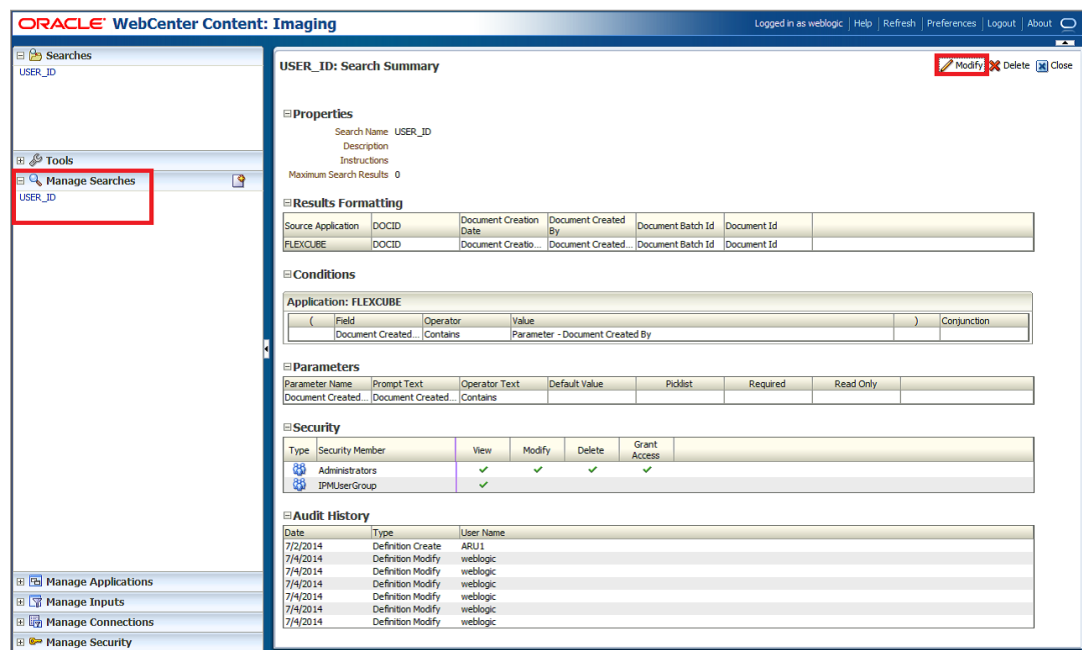 ORACLE WebCenter Content: Imaging
Logged in as weblogic | Help | Refresh | Preferences | Logout | About
Searches
USER_ID
Tools
Manage Searches
USER_ID
Manage Applications
Manage Inputs
Manage Connections
Manage Security
USER_ID: Search Summary
Modify Delete Close
Properties
Search Name USER_ID
Description
Instructions
Maximum Search Results 0
Results Formatting
Source Application DOCID Document Creation Date Document Created By Document Batch Id Document Id
FLEXCUBE DOCID Document Creatio... Document Created... Document Batch Id Document Id
Conditions
Application: FLEXCUBE
( Field Operator Value ) Conjunction
Document Created... Contains Parameter - Document Created By
Parameters
Parameter Name Prompt Text Operator Text Default Value Picklist Required Read Only
Document Created... Document Created... Contains
Security
Type Security Member View Modify Delete Grant Access
Administrators
IPMUserGroup
Audit History
Date Type User Name
7/2/2014 Definition Create ARU1
7/4/2014 Definition Modify weblogic
7/4/2014 Definition Modify weblogic
7/4/2014 Definition Modify weblogic
7/4/2014 Definition Modify weblogic
7/4/2014 Definition Modify weblogic
7/4/2014 Definition Modify weblogic